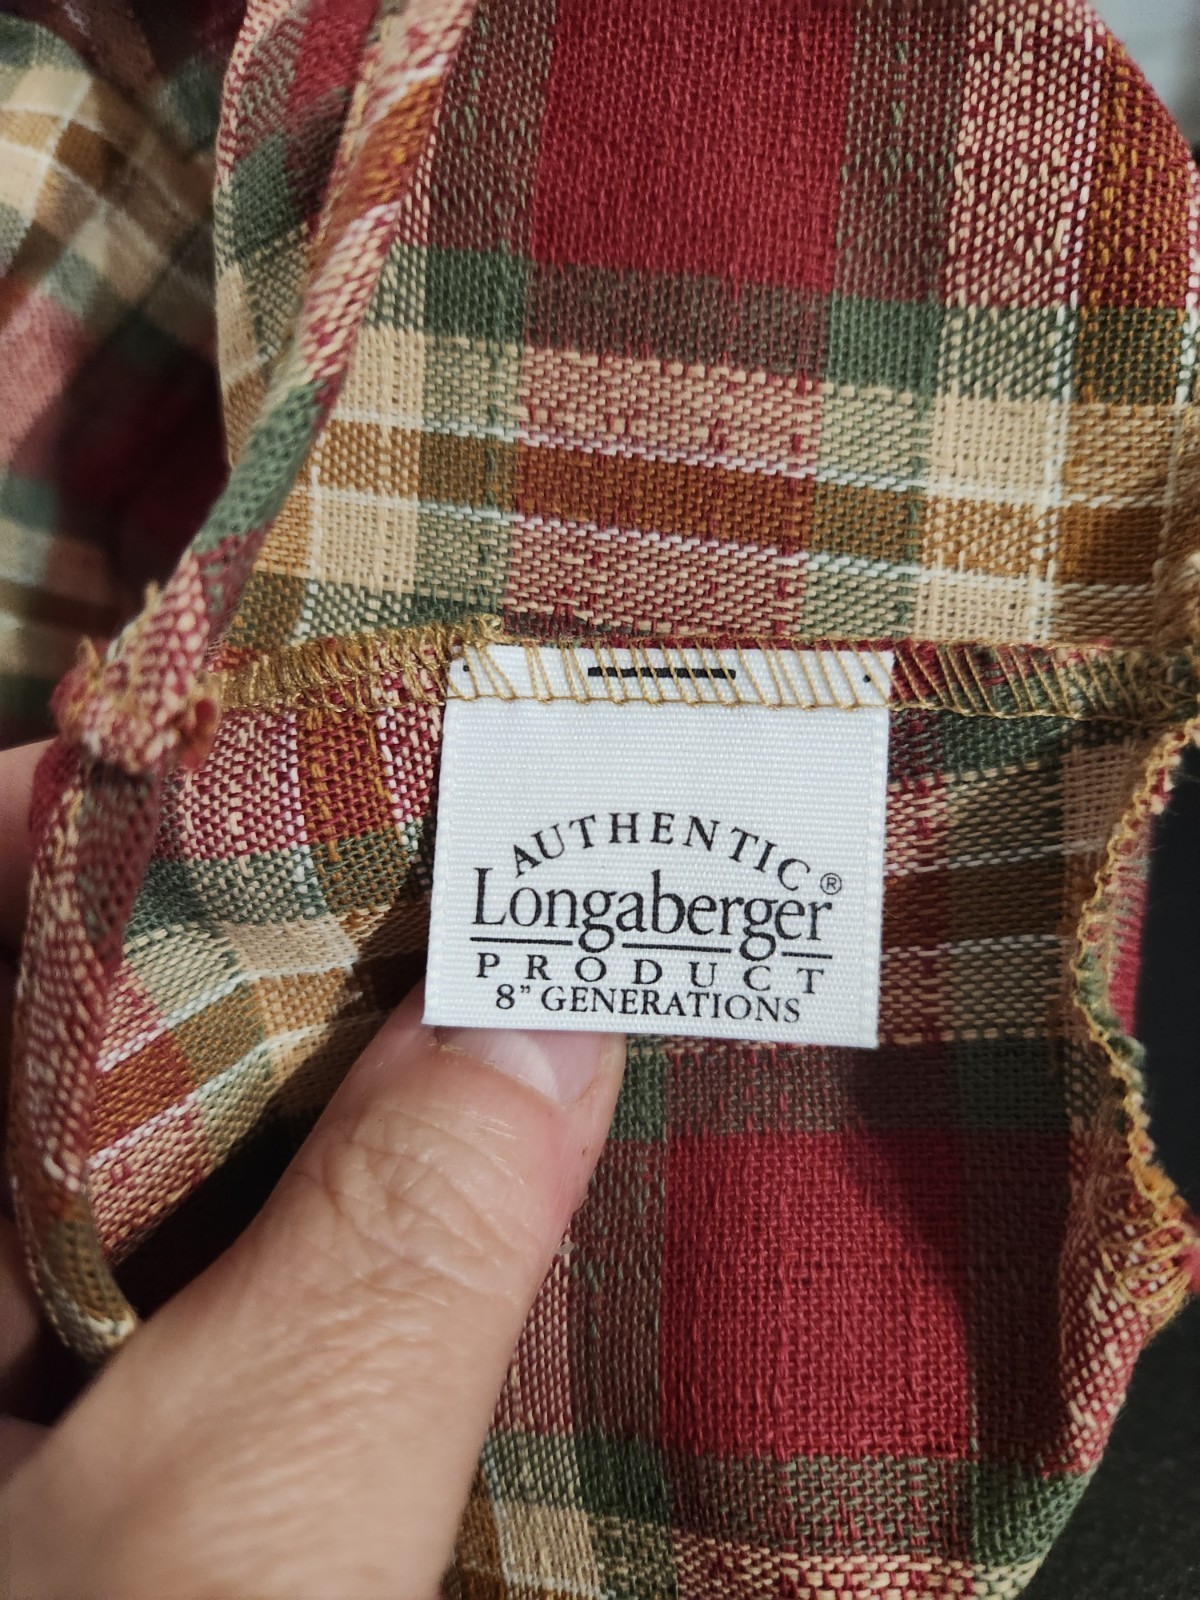 AUTHENTIC
Longaberger®
PRODUCT
8” GENERATIONS